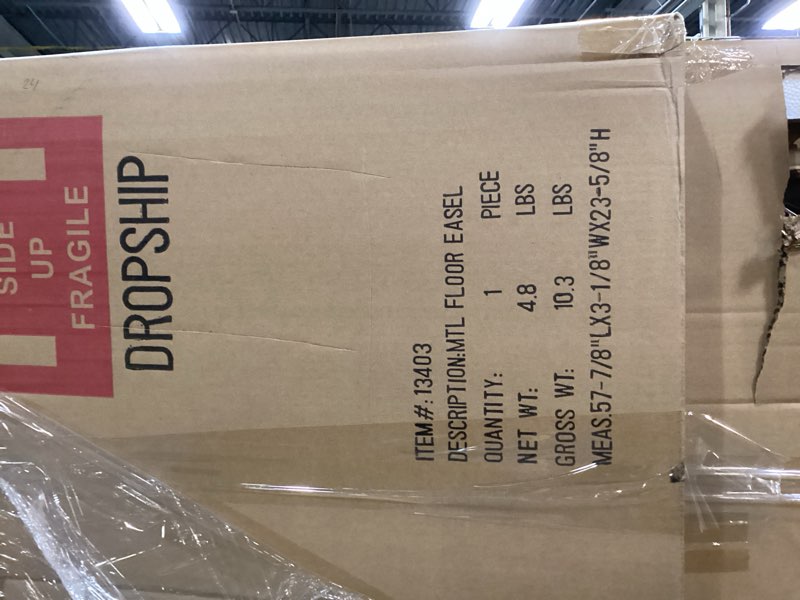 SIDE
UP
FRAGILE
DROPSHIP
ITEM#:13403
DESCRIPTION:MTL FLOOR EASEL
QUANTITY: 1 PIECE
NET WT: 4.8 LBS
GROSS WT: 10.3 LBS
MEAS.57-7/8"LX3-1/8"WX23-5/8"H
24